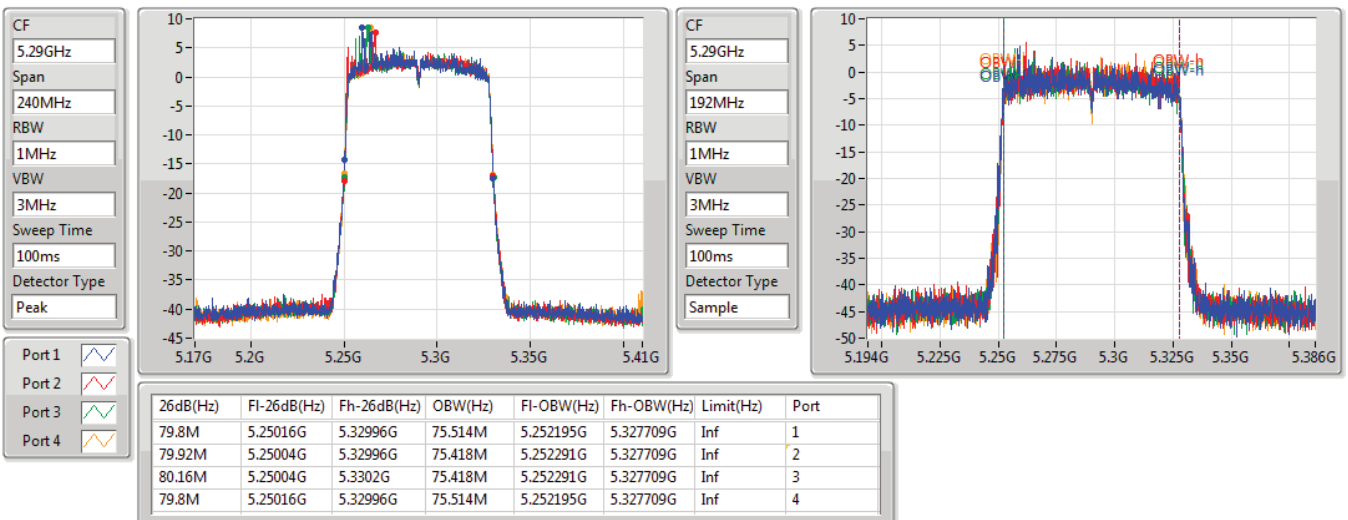 CF
5.29GHz
Span
240MHz
RBW
1MHz
VBW
3MHz
Sweep Time
100ms
Detector Type
Peak
10
5
0
-5
-10
-15
-20
-25
-30
-35
-40
-45
5.17G 5.2G 5.25G 5.3G 5.35G 5.41G
CF
5.29GHz
Span
192MHz
RBW
1MHz
VBW
3MHz
Sweep Time
100ms
Detector Type
Sample
10
5
0
-5
-10
-15
-20
-25
-30
-35
-40
-45
-50
OBW-h
OBW-h
5.194G 5.225G 5.25G 5.275G 5.3G 5.325G 5.35G 5.386G
Port 1
Port 2
Port 3
Port 4
26dB(Hz) Fl-26dB(Hz) Fh-26dB(Hz) OBW(Hz) Fl-OBW(Hz) Fh-OBW(Hz) Limit(Hz) Port
79.8M 5.25016G 5.32996G 75.514M 5.252195G 5.327709G Inf 1
79.92M 5.25004G 5.32996G 75.418M 5.252291G 5.327709G Inf 2
80.16M 5.25004G 5.3302G 75.418M 5.252291G 5.327709G Inf 3
79.8M 5.25016G 5.32996G 75.514M 5.252195G 5.327709G Inf 4